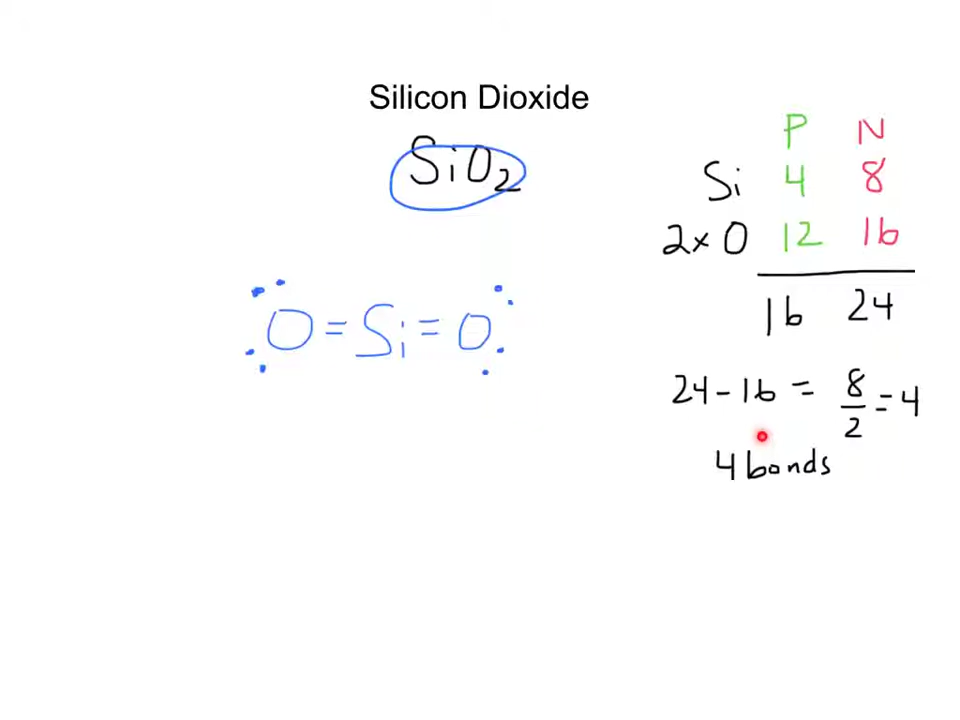 Silicon Dioxide
SiO₂
P N
Si 4 8
2x O 12 16
16 24
O = Si = O
24 - 16 = 8/2 = 4
4 bonds